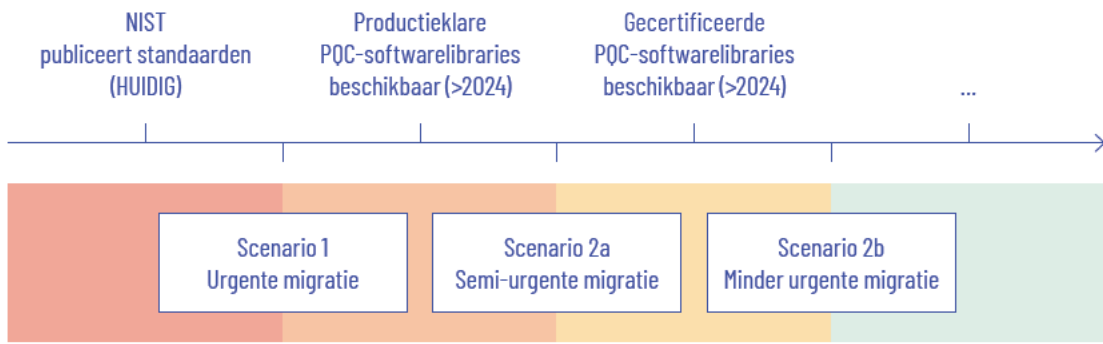 NIST
publiceert standaarden
(HUIDIG)
Productieklare
PQC-softwarelibraries
beschikbaar (>2024)
Gecertificeerde
PQC-softwarelibraries
beschikbaar (>2024)
...
Scenario 1
Urgente migratie
Scenario 2a
Semi-urgente migratie
Scenario 2b
Minder urgente migratie